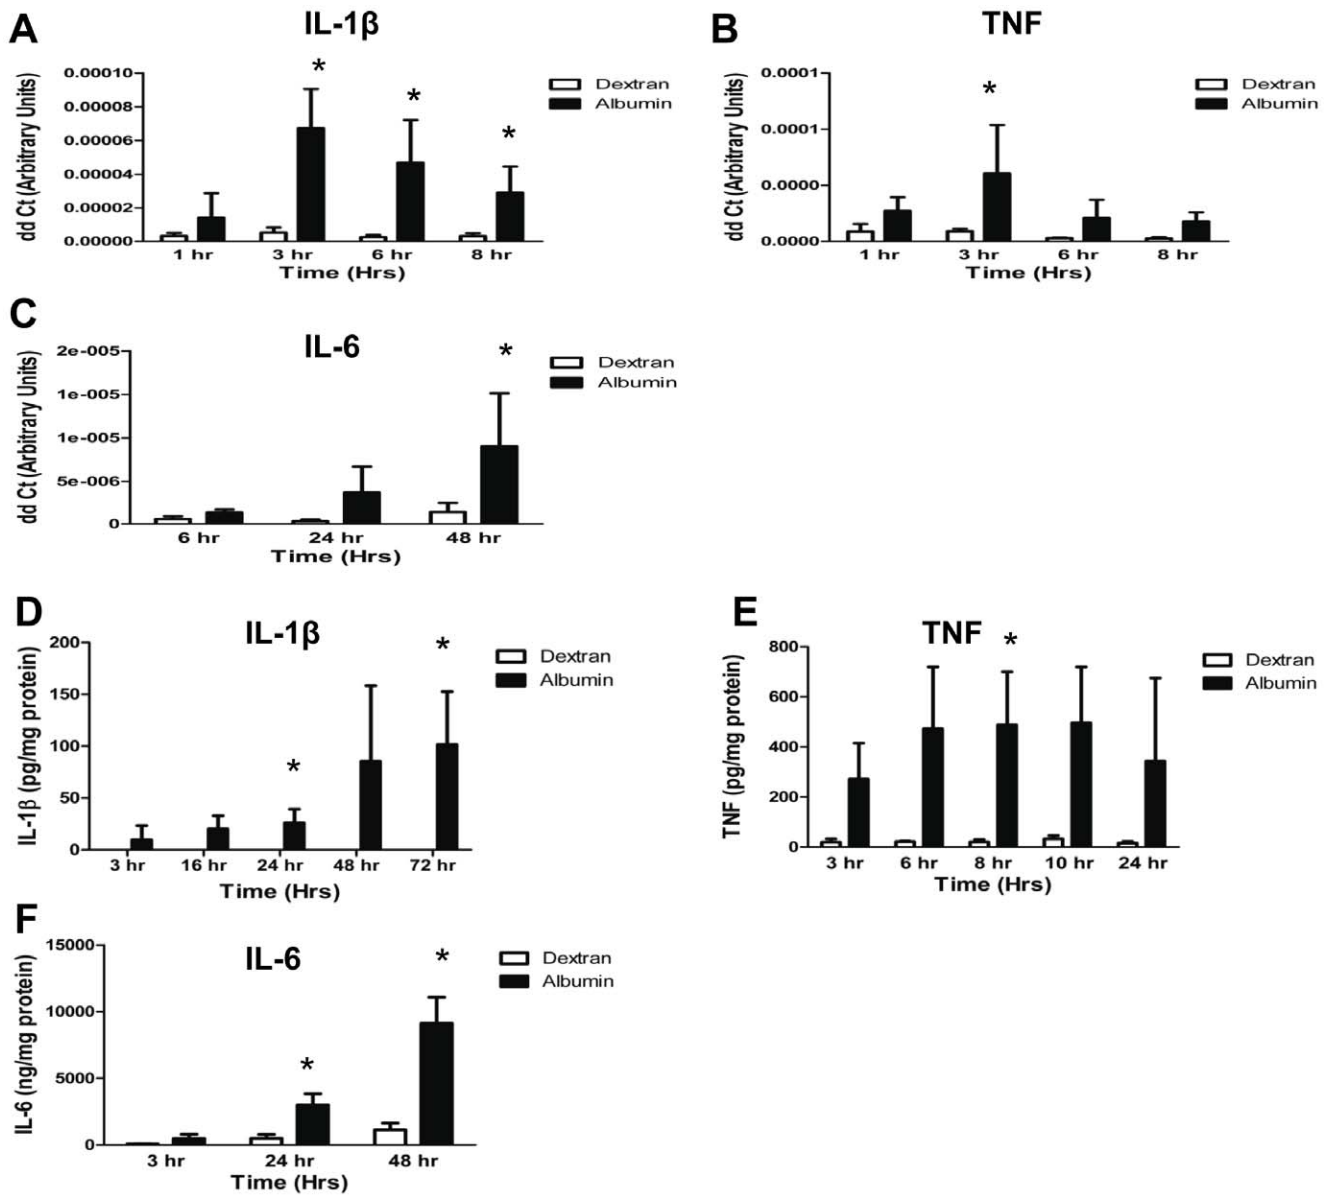 A
IL-1β
dd Ct (Arbitrary Units)
0.00010
0.00008
0.00006
0.00004
0.00002
0.00000
*
*
*
Dextran
Albumin
1 hr 3 hr 6 hr 8 hr
Time (Hrs)
B
TNF
dd Ct (Arbitrary Units)
0.0001
0.0001
0.0000
0.0000
*
Dextran
Albumin
1 hr 3 hr 6 hr 8 hr
Time (Hrs)
C
IL-6
dd Ct (Arbitrary Units)
2e-005
1e-005
1e-005
5e-006
0
*
Dextran
Albumin
6 hr 24 hr 48 hr
Time (Hrs)
D
IL-1β
IL-1β (pg/mg protein)
200
150
100
50
0
*
*
Dextran
Albumin
3 hr 16 hr 24 hr 48 hr 72 hr
Time (Hrs)
E
TNF
TNF (pg/mg protein)
800
600
400
200
0
*
Dextran
Albumin
3 hr 6 hr 8 hr 10 hr 24 hr
Time (Hrs)
F
IL-6
IL-6 (ng/mg protein)
15000
10000
5000
0
*
*
Dextran
Albumin
3 hr 24 hr 48 hr
Time (Hrs)